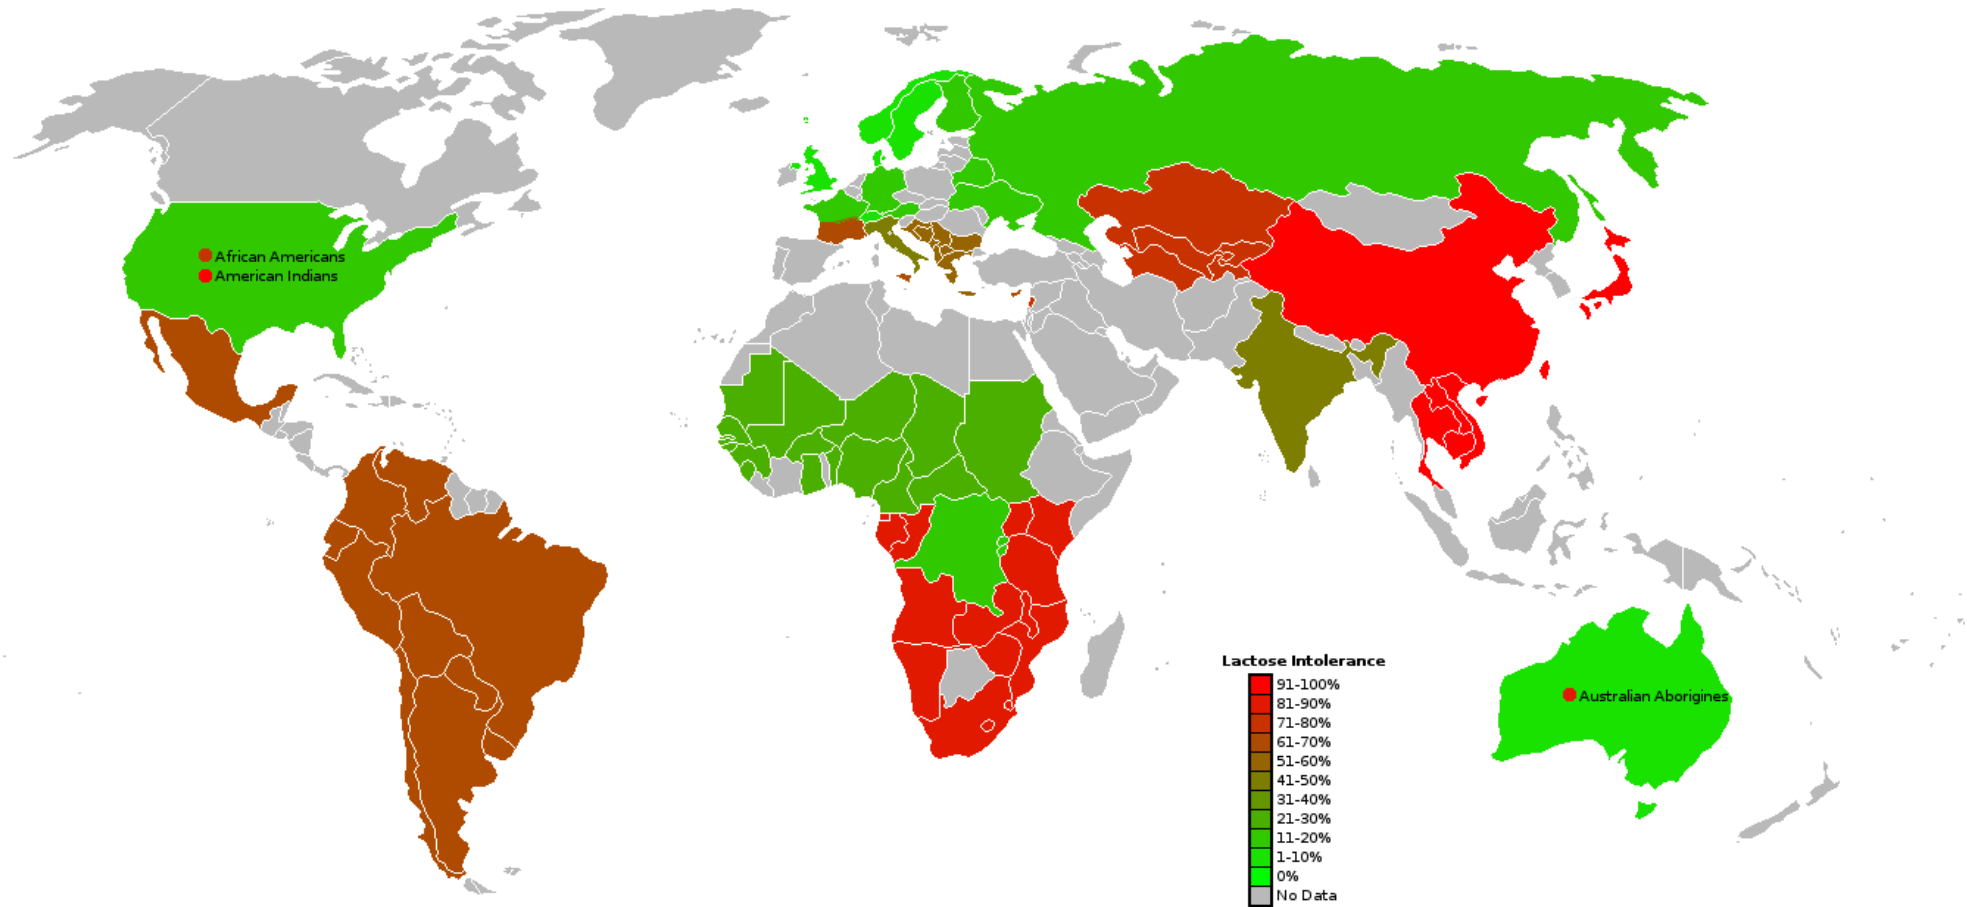 African Americans
American Indians
Lactose Intolerance
91-100%
81-90%
71-80%
61-70%
51-60%
41-50%
31-40%
21-30%
11-20%
1-10%
0%
No Data
Australian Aborigines